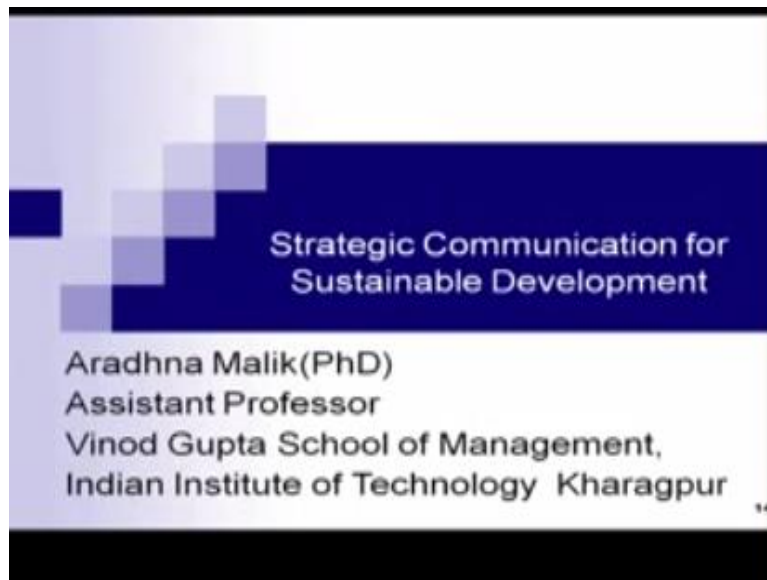 Strategic Communication for
Sustainable Development
Aradhna Malik(PhD)
Assistant Professor
Vinod Gupta School of Management,
Indian Institute of Technology Kharagpur